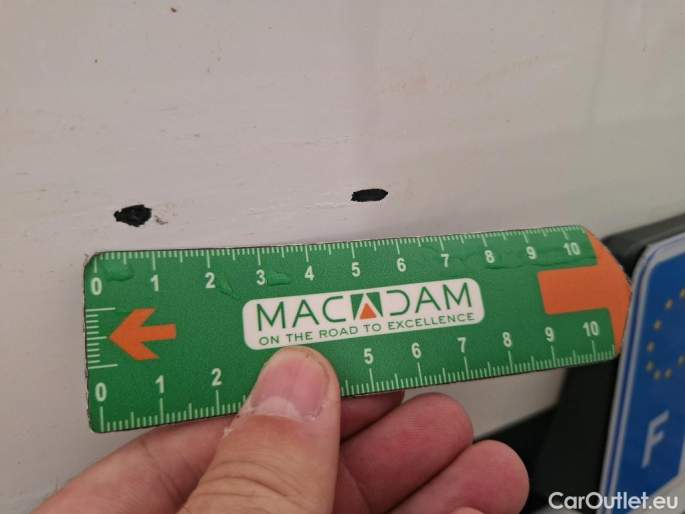 0 1 2 3 4 5 6 7 8 9 10
MACADAM
ON THE ROAD TO EXCELLENCE
0 1 2 5 6 7 8 9 10
F
CarOutlet.eu